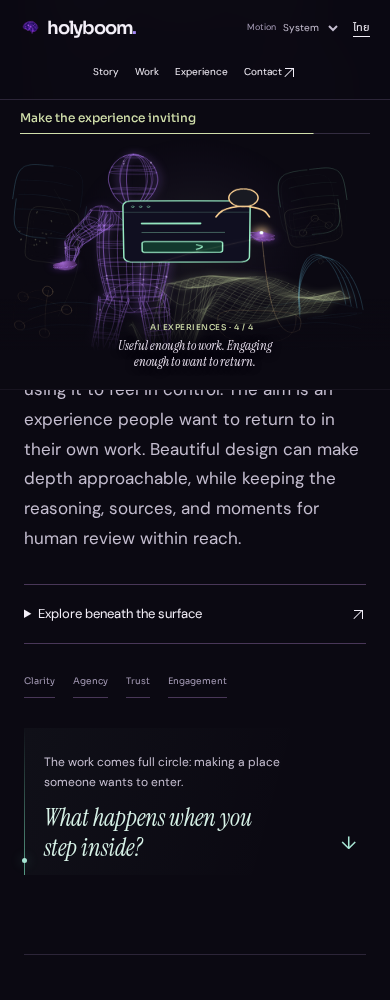 holyboom.
Motion System ไทย
Story Work Experience Contact
Make the experience inviting
AI EXPERIENCES · 4 / 4
Useful enough to work. Engaging
enough to want to return.
using it to feel in control. The aim is an
experience people want to return to in
their own work. Beautiful design can make
depth approachable, while keeping the
reasoning, sources, and moments for
human review within reach.
Explore beneath the surface
Clarity Agency Trust Engagement
The work comes full circle: making a place
someone wants to enter.
What happens when you
step inside?